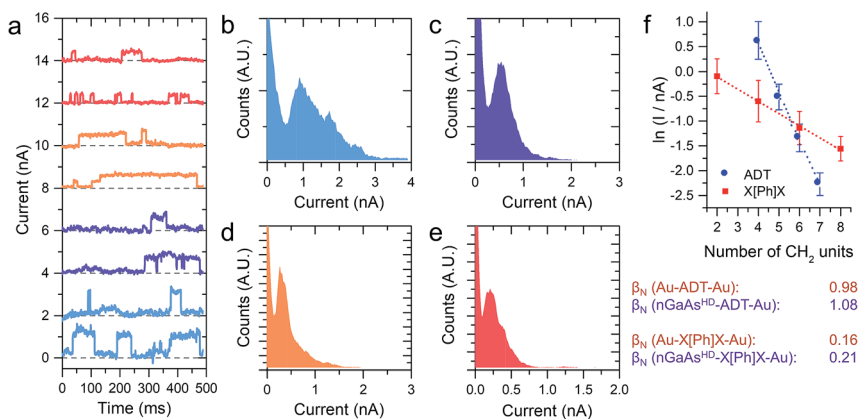 a
16
14
12
10
8
6
4
2
0
Current (nA)
0 100 200 300 400 500
Time (ms)
b
Counts (A.U.)
0 1 2 3 4
Current (nA)
c
Counts (A.U.)
0 1 2 3
Current (nA)
d
Counts (A.U.)
0 1 2 3
Current (nA)
e
Counts (A.U.)
0.0 0.5 1.0 1.5 2.0
Current (nA)
f
1.0
0.5
0.0
-0.5
-1.0
-1.5
-2.0
-2.5
ln (I / nA)
ADT
X[Ph]X
2 3 4 5 6 7 8
Number of CH₂ units
βN (Au-ADT-Au): 0.98
βN (nGaAsᴴᴰ-ADT-Au): 1.08
βN (Au-X[Ph]X-Au): 0.16
βN (nGaAsᴴᴰ-X[Ph]X-Au): 0.21